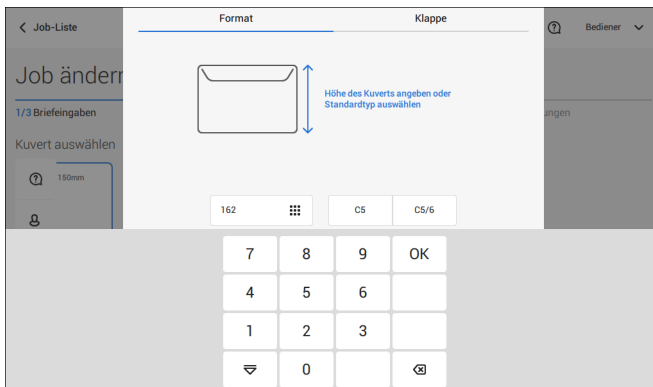 Format
Klappe
Job-Liste
Bediener
Job änderr
1/3 Briefeingaben
ungen
Höhe des Kuverts angeben oder
Standardtyp auswählen
Kuvert auswählen
150mm
162
C5
C5/6
7 8 9 OK
4 5 6
1 2 3
0